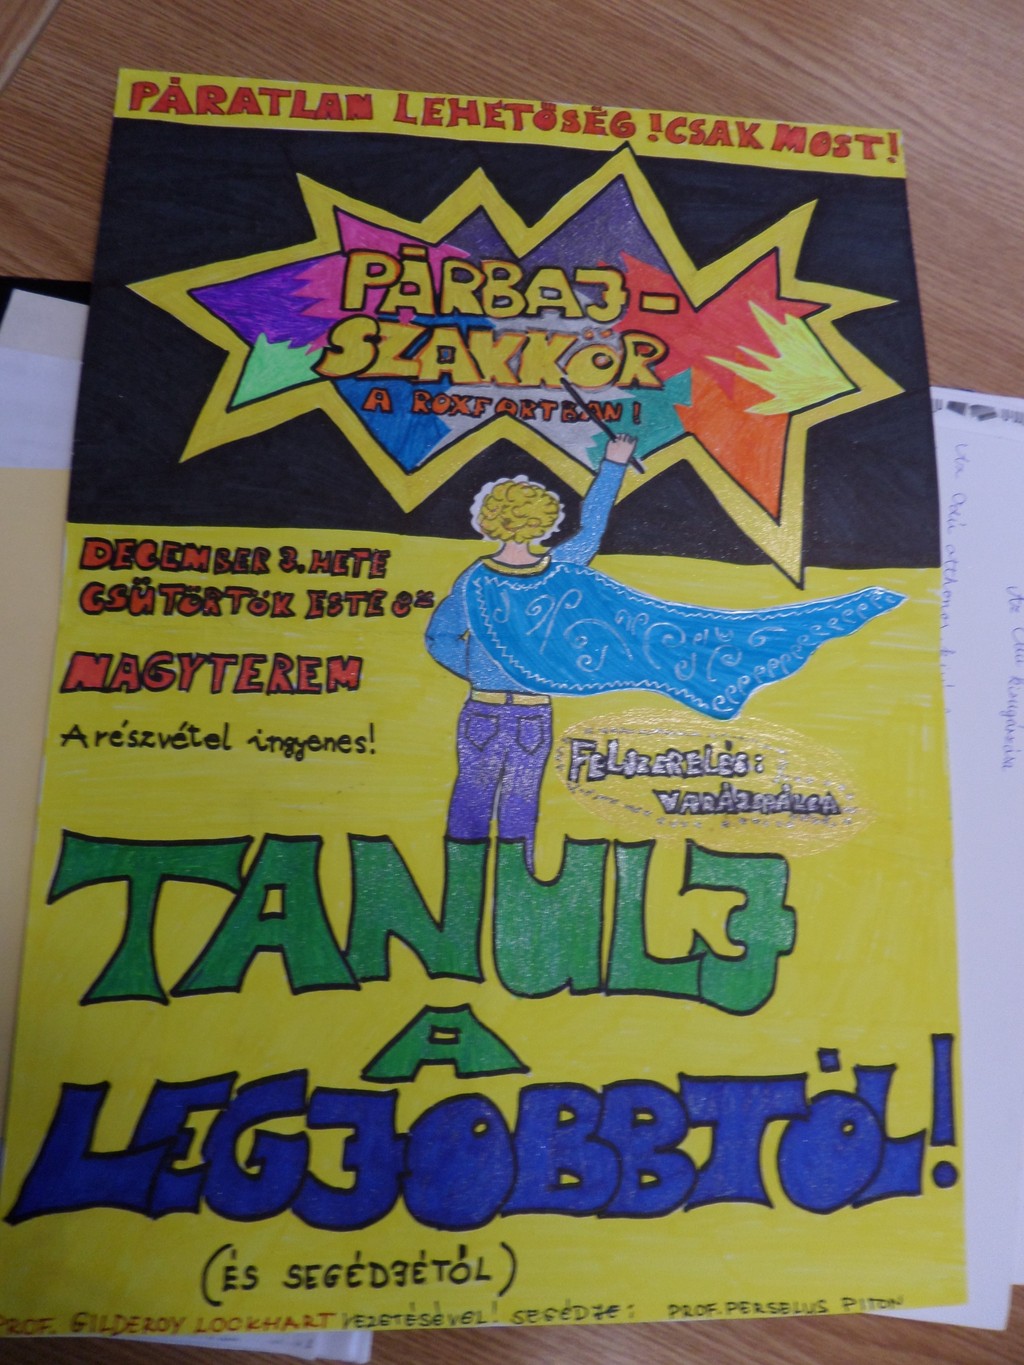 PÁRATLAN LEHETŐSÉG! CSAK MOST!
PÁRBAJ-
SZAKKÖR
A ROXFORTBAN!
DECEMBER 3. HETE
CSÜTÖRTÖK ESTE 8
NAGYTEREM
A részvétel ingyenes!
FELSZERELÉS:
VARÁZSPÁLCA
TANULJ
A
LEGJOBBTÓL!
(ÉS SEGÉDJÉTŐL)
PROF. GILDEROY LOCKHART VEZETÉSÉVEL! SEGÉDJE: PROF. PERSELUS PITON